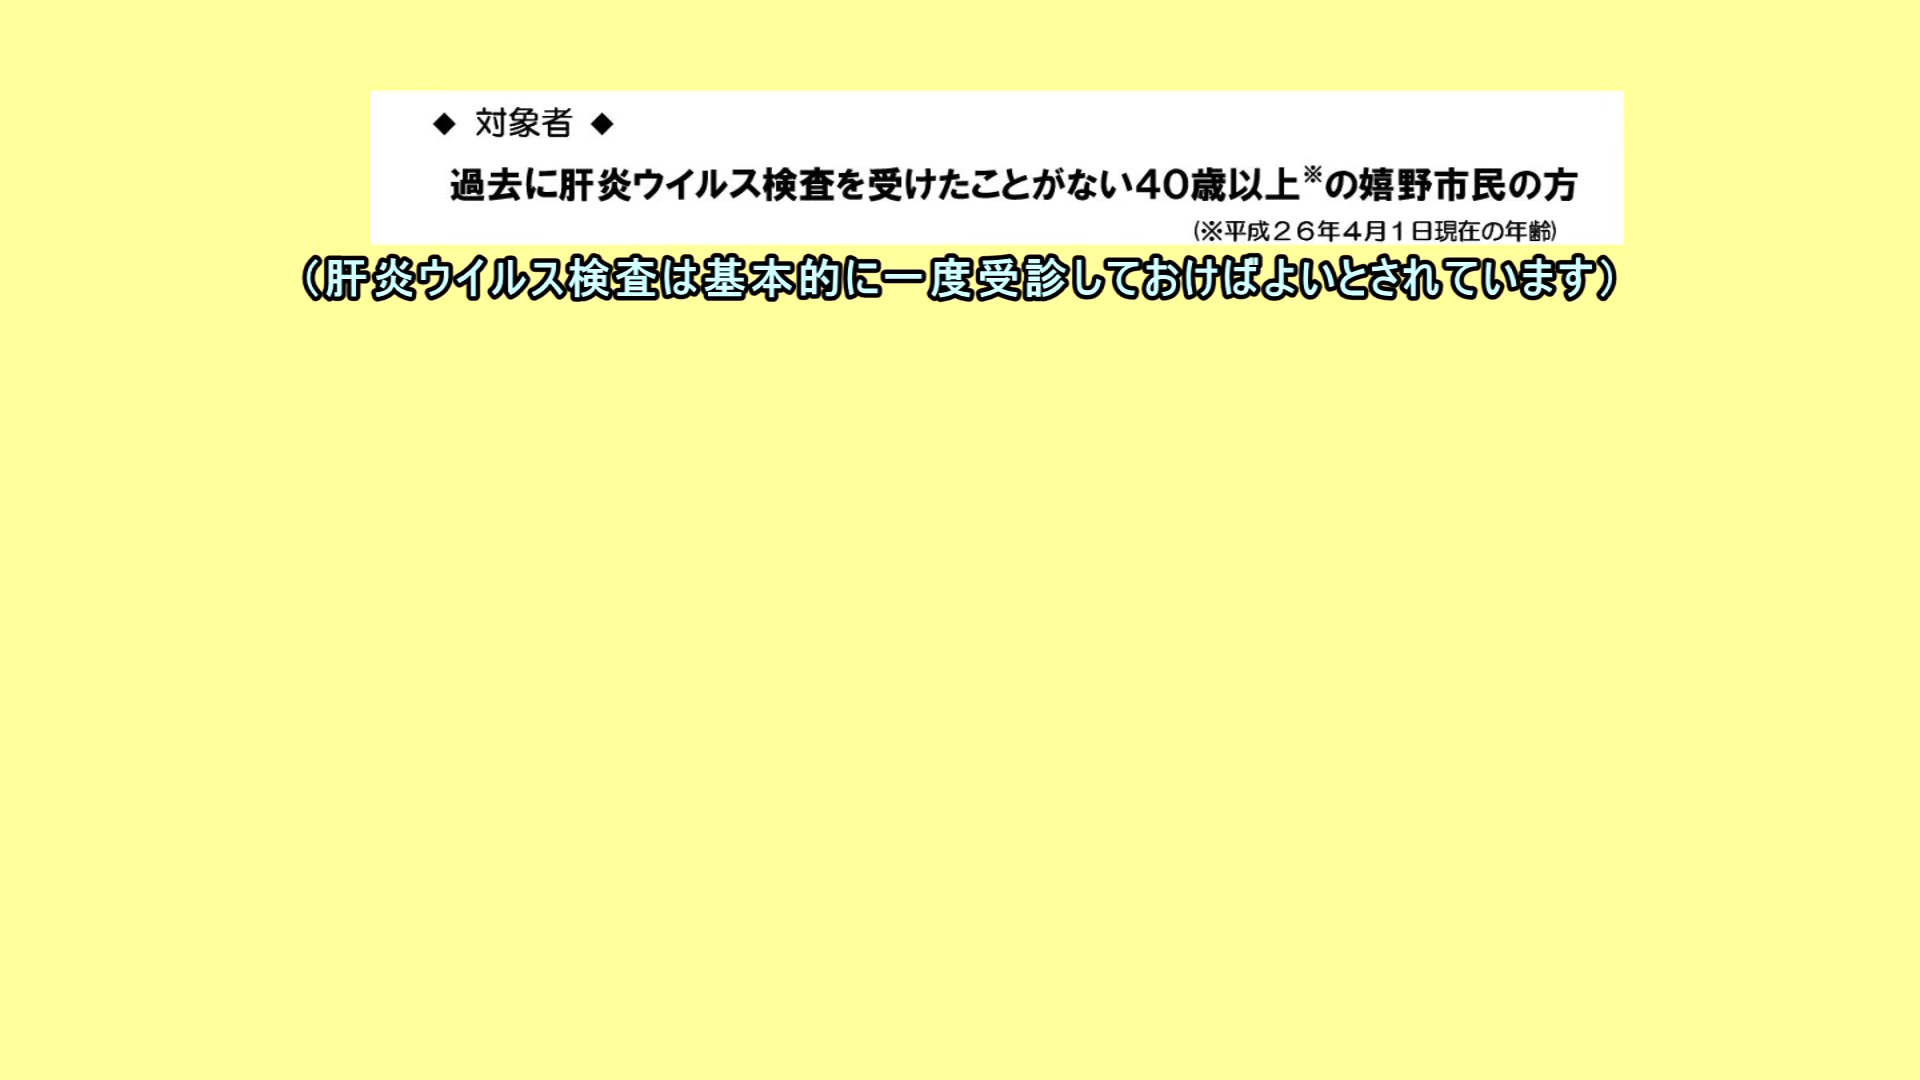 ◆ 対象者 ◆
過去に肝炎ウイルス検査を受けたことがない40歳以上※の嬉野市民の方
(※平成２６年４月１日現在の年齢)
（肝炎ウイルス検査は基本的に一度受診しておけばよいとされています）